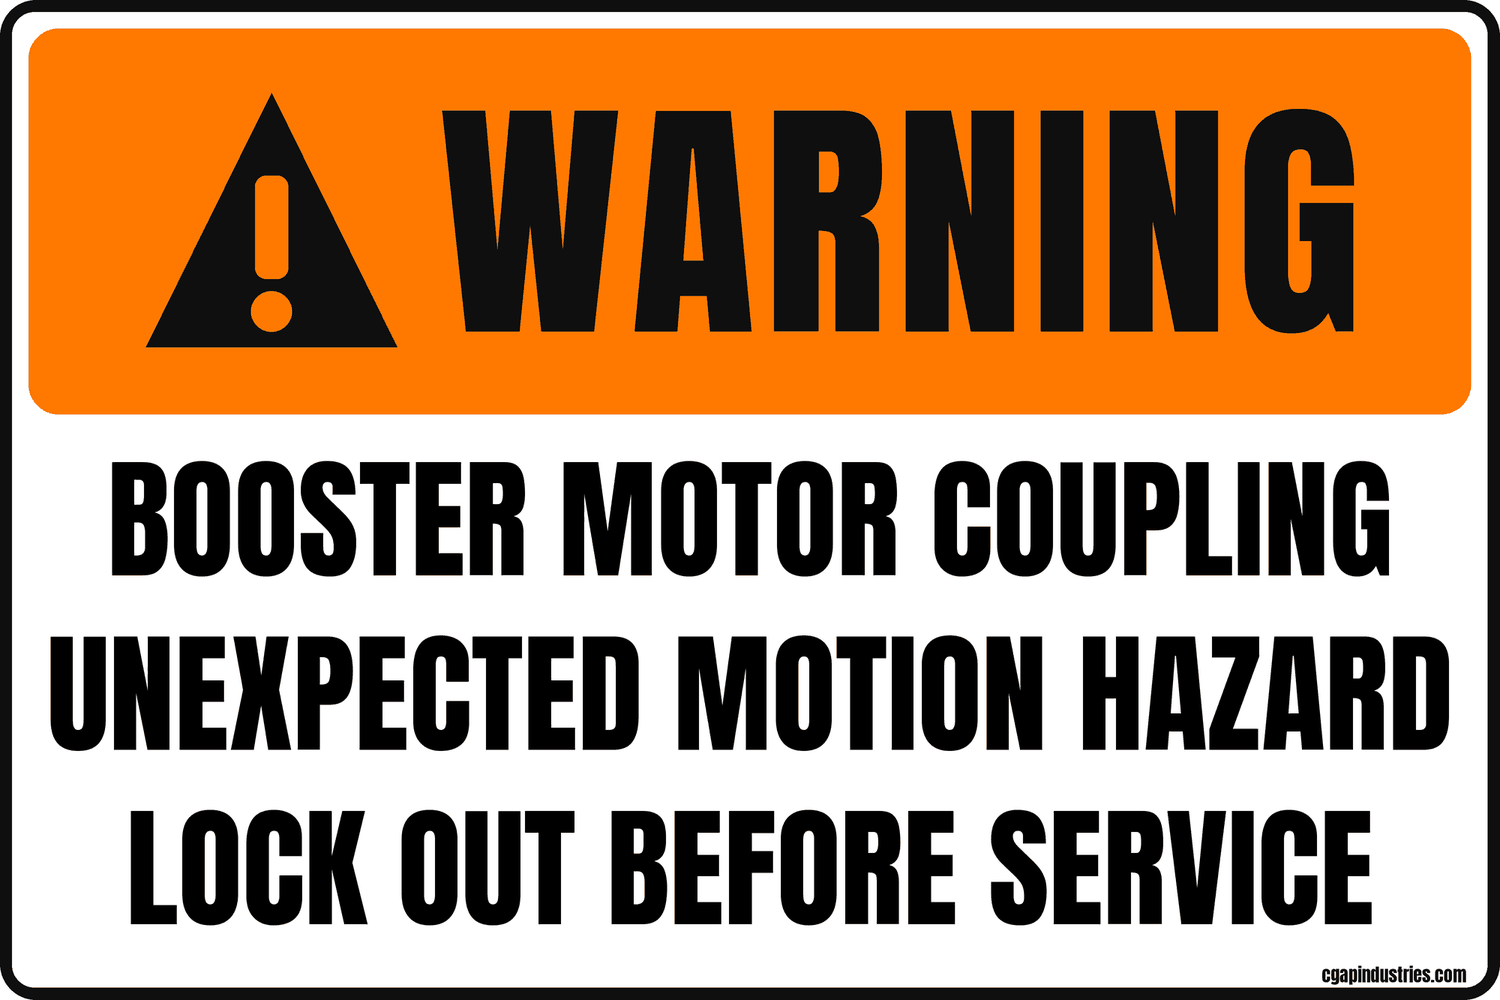 WARNING
BOOSTER MOTOR COUPLING
UNEXPECTED MOTION HAZARD
LOCK OUT BEFORE SERVICE
cgapindustries.com